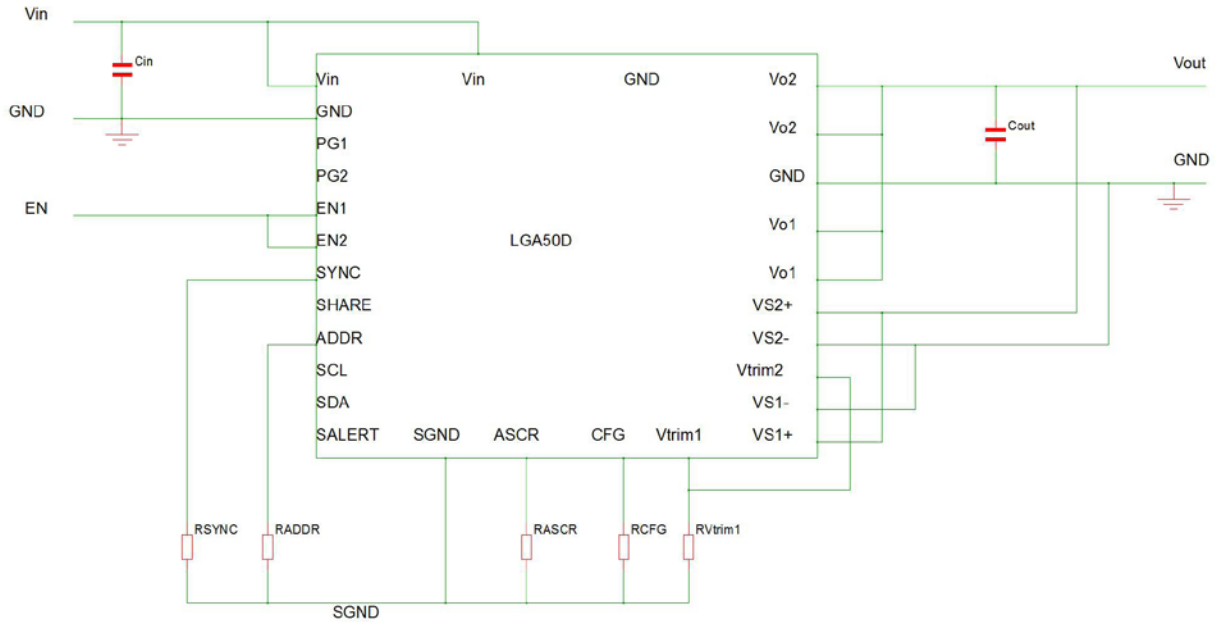 Vin
Cin
Vin Vin GND Vo2
Vout
GND
GND
Vo2
Cout
PG1
PG2 GND
GND
EN
EN1 Vo1
EN2 LGA50D
SYNC Vo1
SHARE VS2+
ADDR VS2-
SCL Vtrim2
SDA VS1-
SALERT SGND ASCR CFG Vtrim1 VS1+
RSYNC RADDR RASCR RCFG RVtrim1
SGND